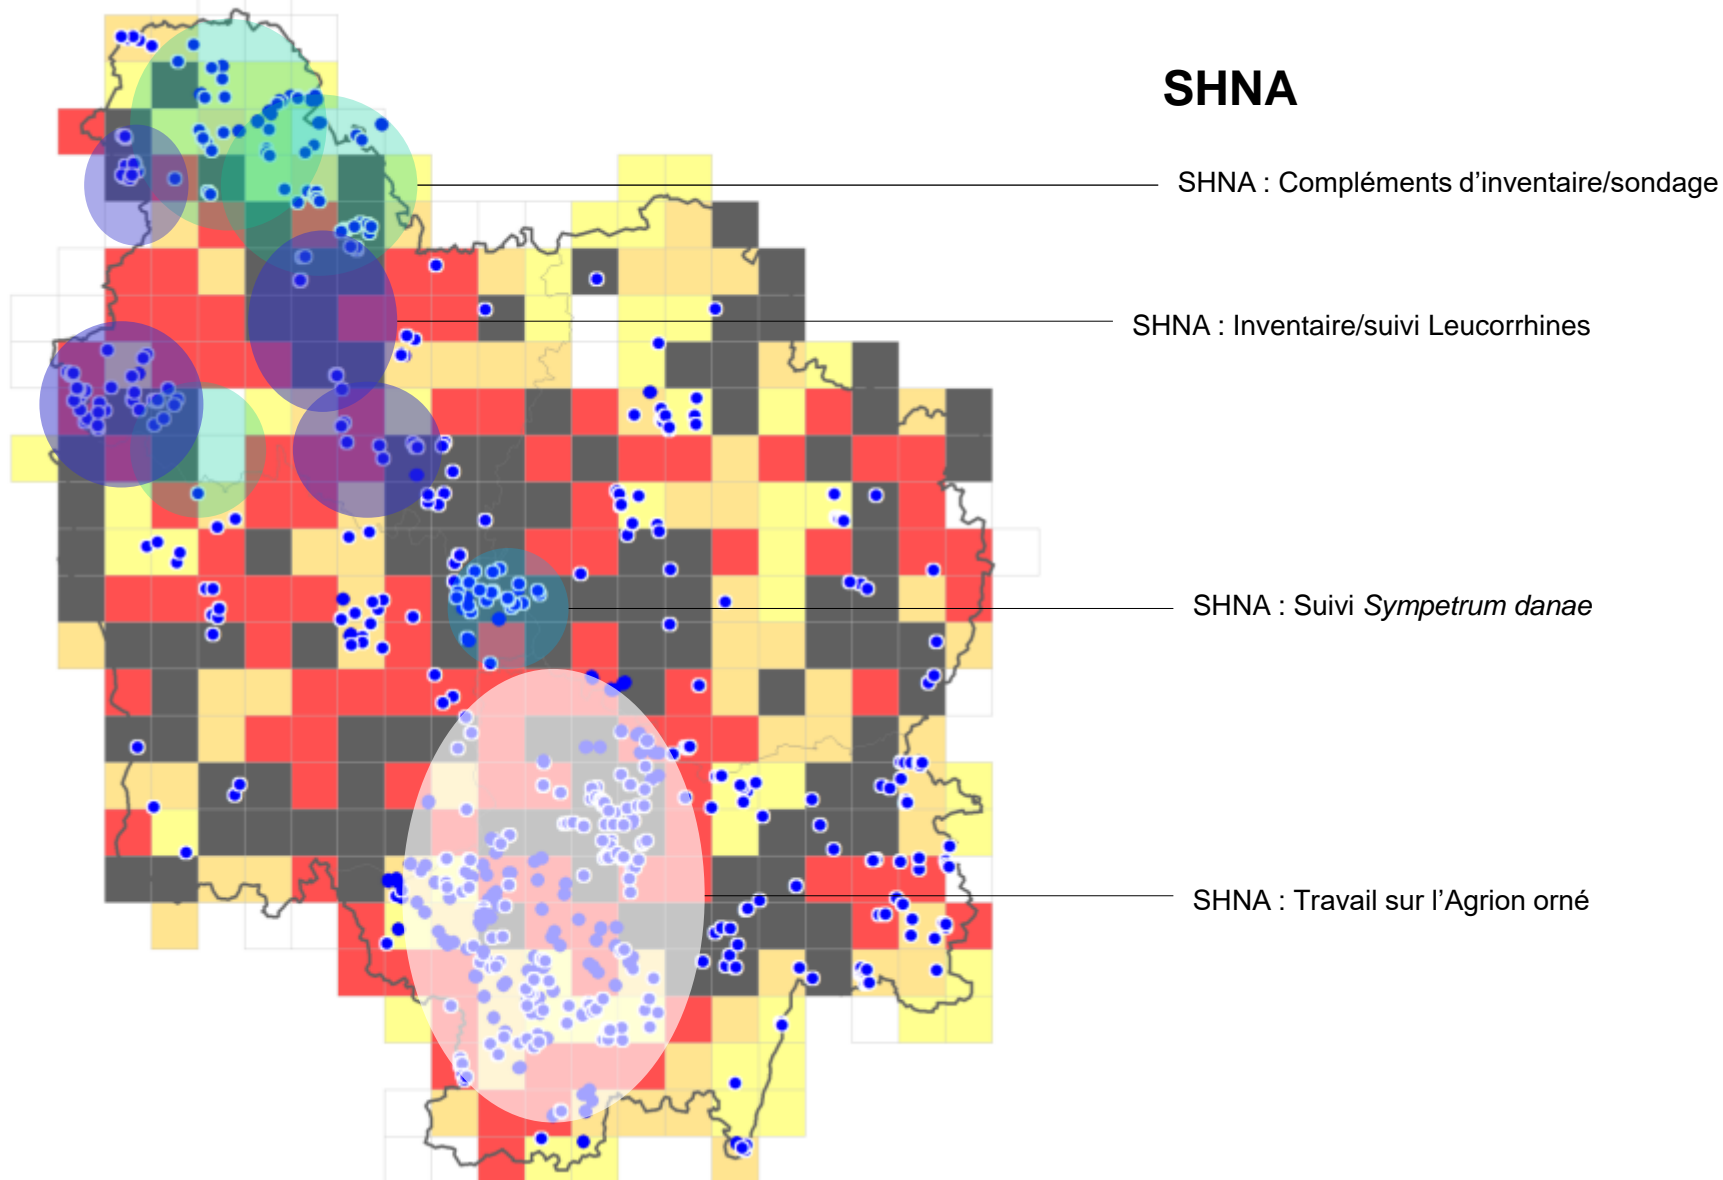 SHNA
SHNA : Compléments d’inventaire/sondage
SHNA : Inventaire/suivi Leucorrhines
SHNA : Suivi Sympetrum danae
SHNA : Travail sur l’Agrion orné